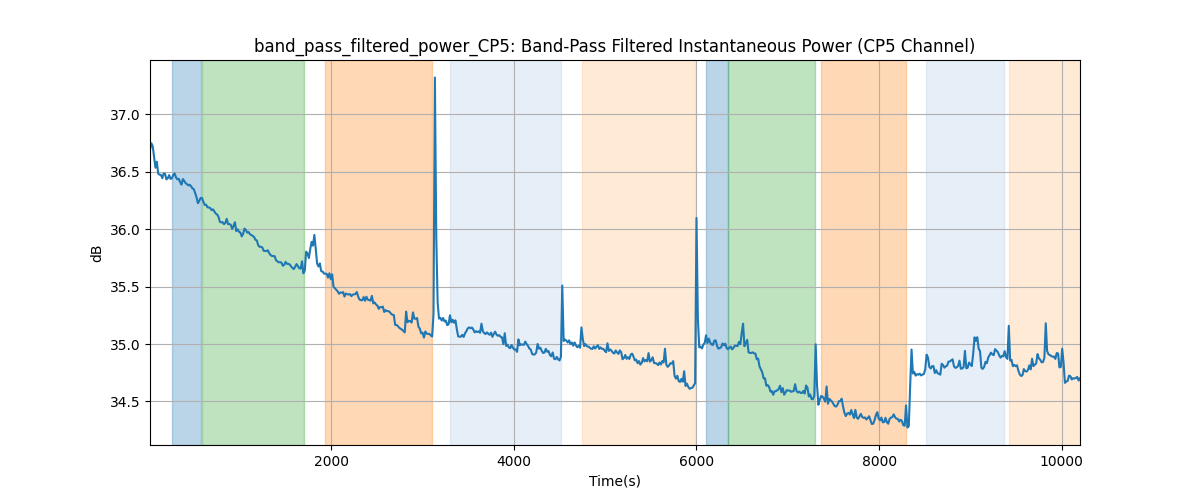 band_pass_filtered_power_CP5: Band-Pass Filtered Instantaneous Power (CP5 Channel)
37.0
36.5
36.0
35.5
35.0
34.5
dB
2000 4000 6000 8000 10000
Time(s)